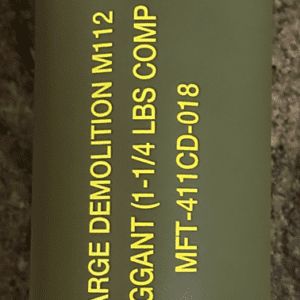 ARGE DEMOLITION M112
GGANT (1-1/4 LBS COMP
MFT-411CD-018